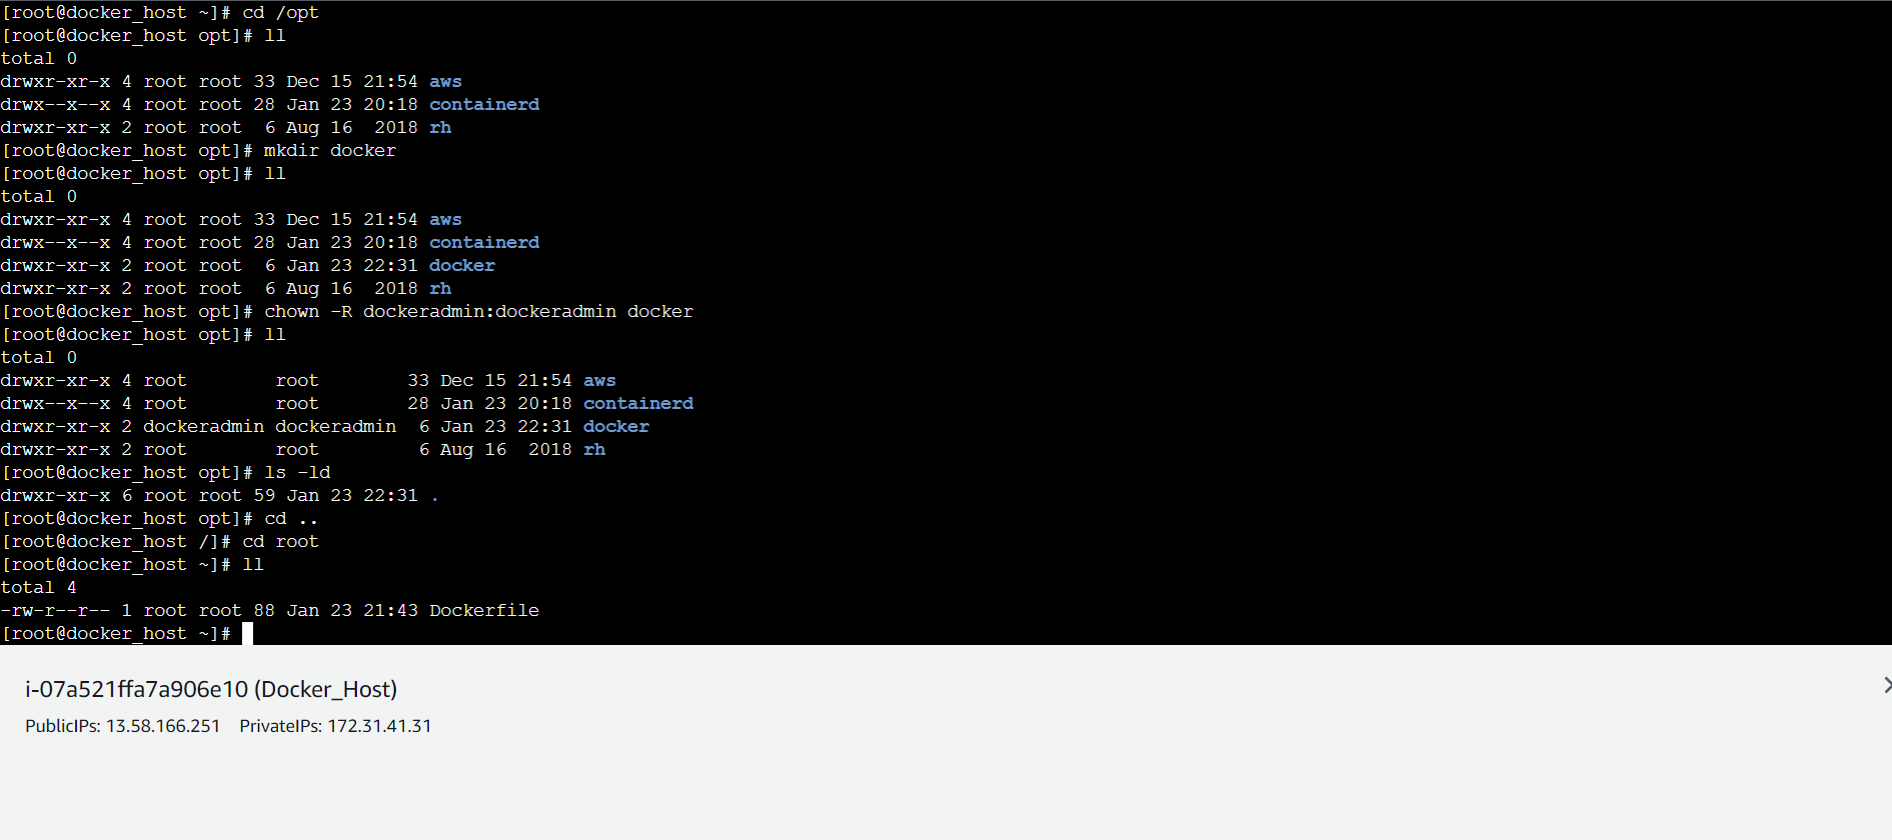 [root@docker_host ~]# cd /opt
[root@docker_host opt]# ll
total 0
drwxr-xr-x 4 root root 33 Dec 15 21:54 aws
drwx--x--x 4 root root 28 Jan 23 20:18 containerd
drwxr-xr-x 2 root root  6 Aug 16  2018 rh
[root@docker_host opt]# mkdir docker
[root@docker_host opt]# ll
total 0
drwxr-xr-x 4 root root 33 Dec 15 21:54 aws
drwx--x--x 4 root root 28 Jan 23 20:18 containerd
drwxr-xr-x 2 root root  6 Jan 23 22:31 docker
drwxr-xr-x 2 root root  6 Aug 16  2018 rh
[root@docker_host opt]# chown -R dockeradmin:dockeradmin docker
[root@docker_host opt]# ll
total 0
drwxr-xr-x 4 root        root        33 Dec 15 21:54 aws
drwx--x--x 4 root        root        28 Jan 23 20:18 containerd
drwxr-xr-x 2 dockeradmin dockeradmin  6 Jan 23 22:31 docker
drwxr-xr-x 2 root        root         6 Aug 16  2018 rh
[root@docker_host opt]# ls -ld
drwxr-xr-x 6 root root 59 Jan 23 22:31 .
[root@docker_host opt]# cd ..
[root@docker_host /]# cd root
[root@docker_host ~]# ll
total 4
-rw-r--r-- 1 root root 88 Jan 23 21:43 Dockerfile
[root@docker_host ~]#
i-07a521ffa7a906e10 (Docker_Host)
PublicIPs: 13.58.166.251    PrivateIPs: 172.31.41.31